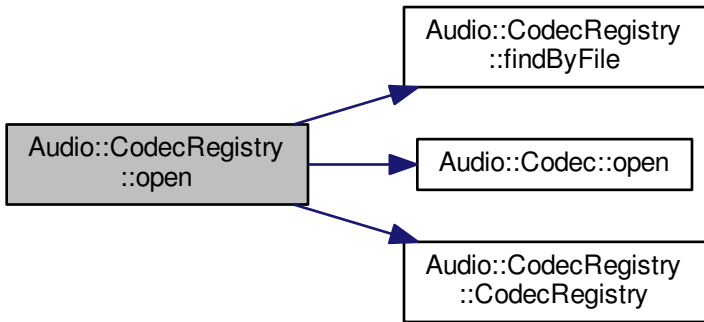 Audio::CodecRegistry
::open
Audio::CodecRegistry
::findByFile
Audio::Codec::open
Audio::CodecRegistry
::CodecRegistry